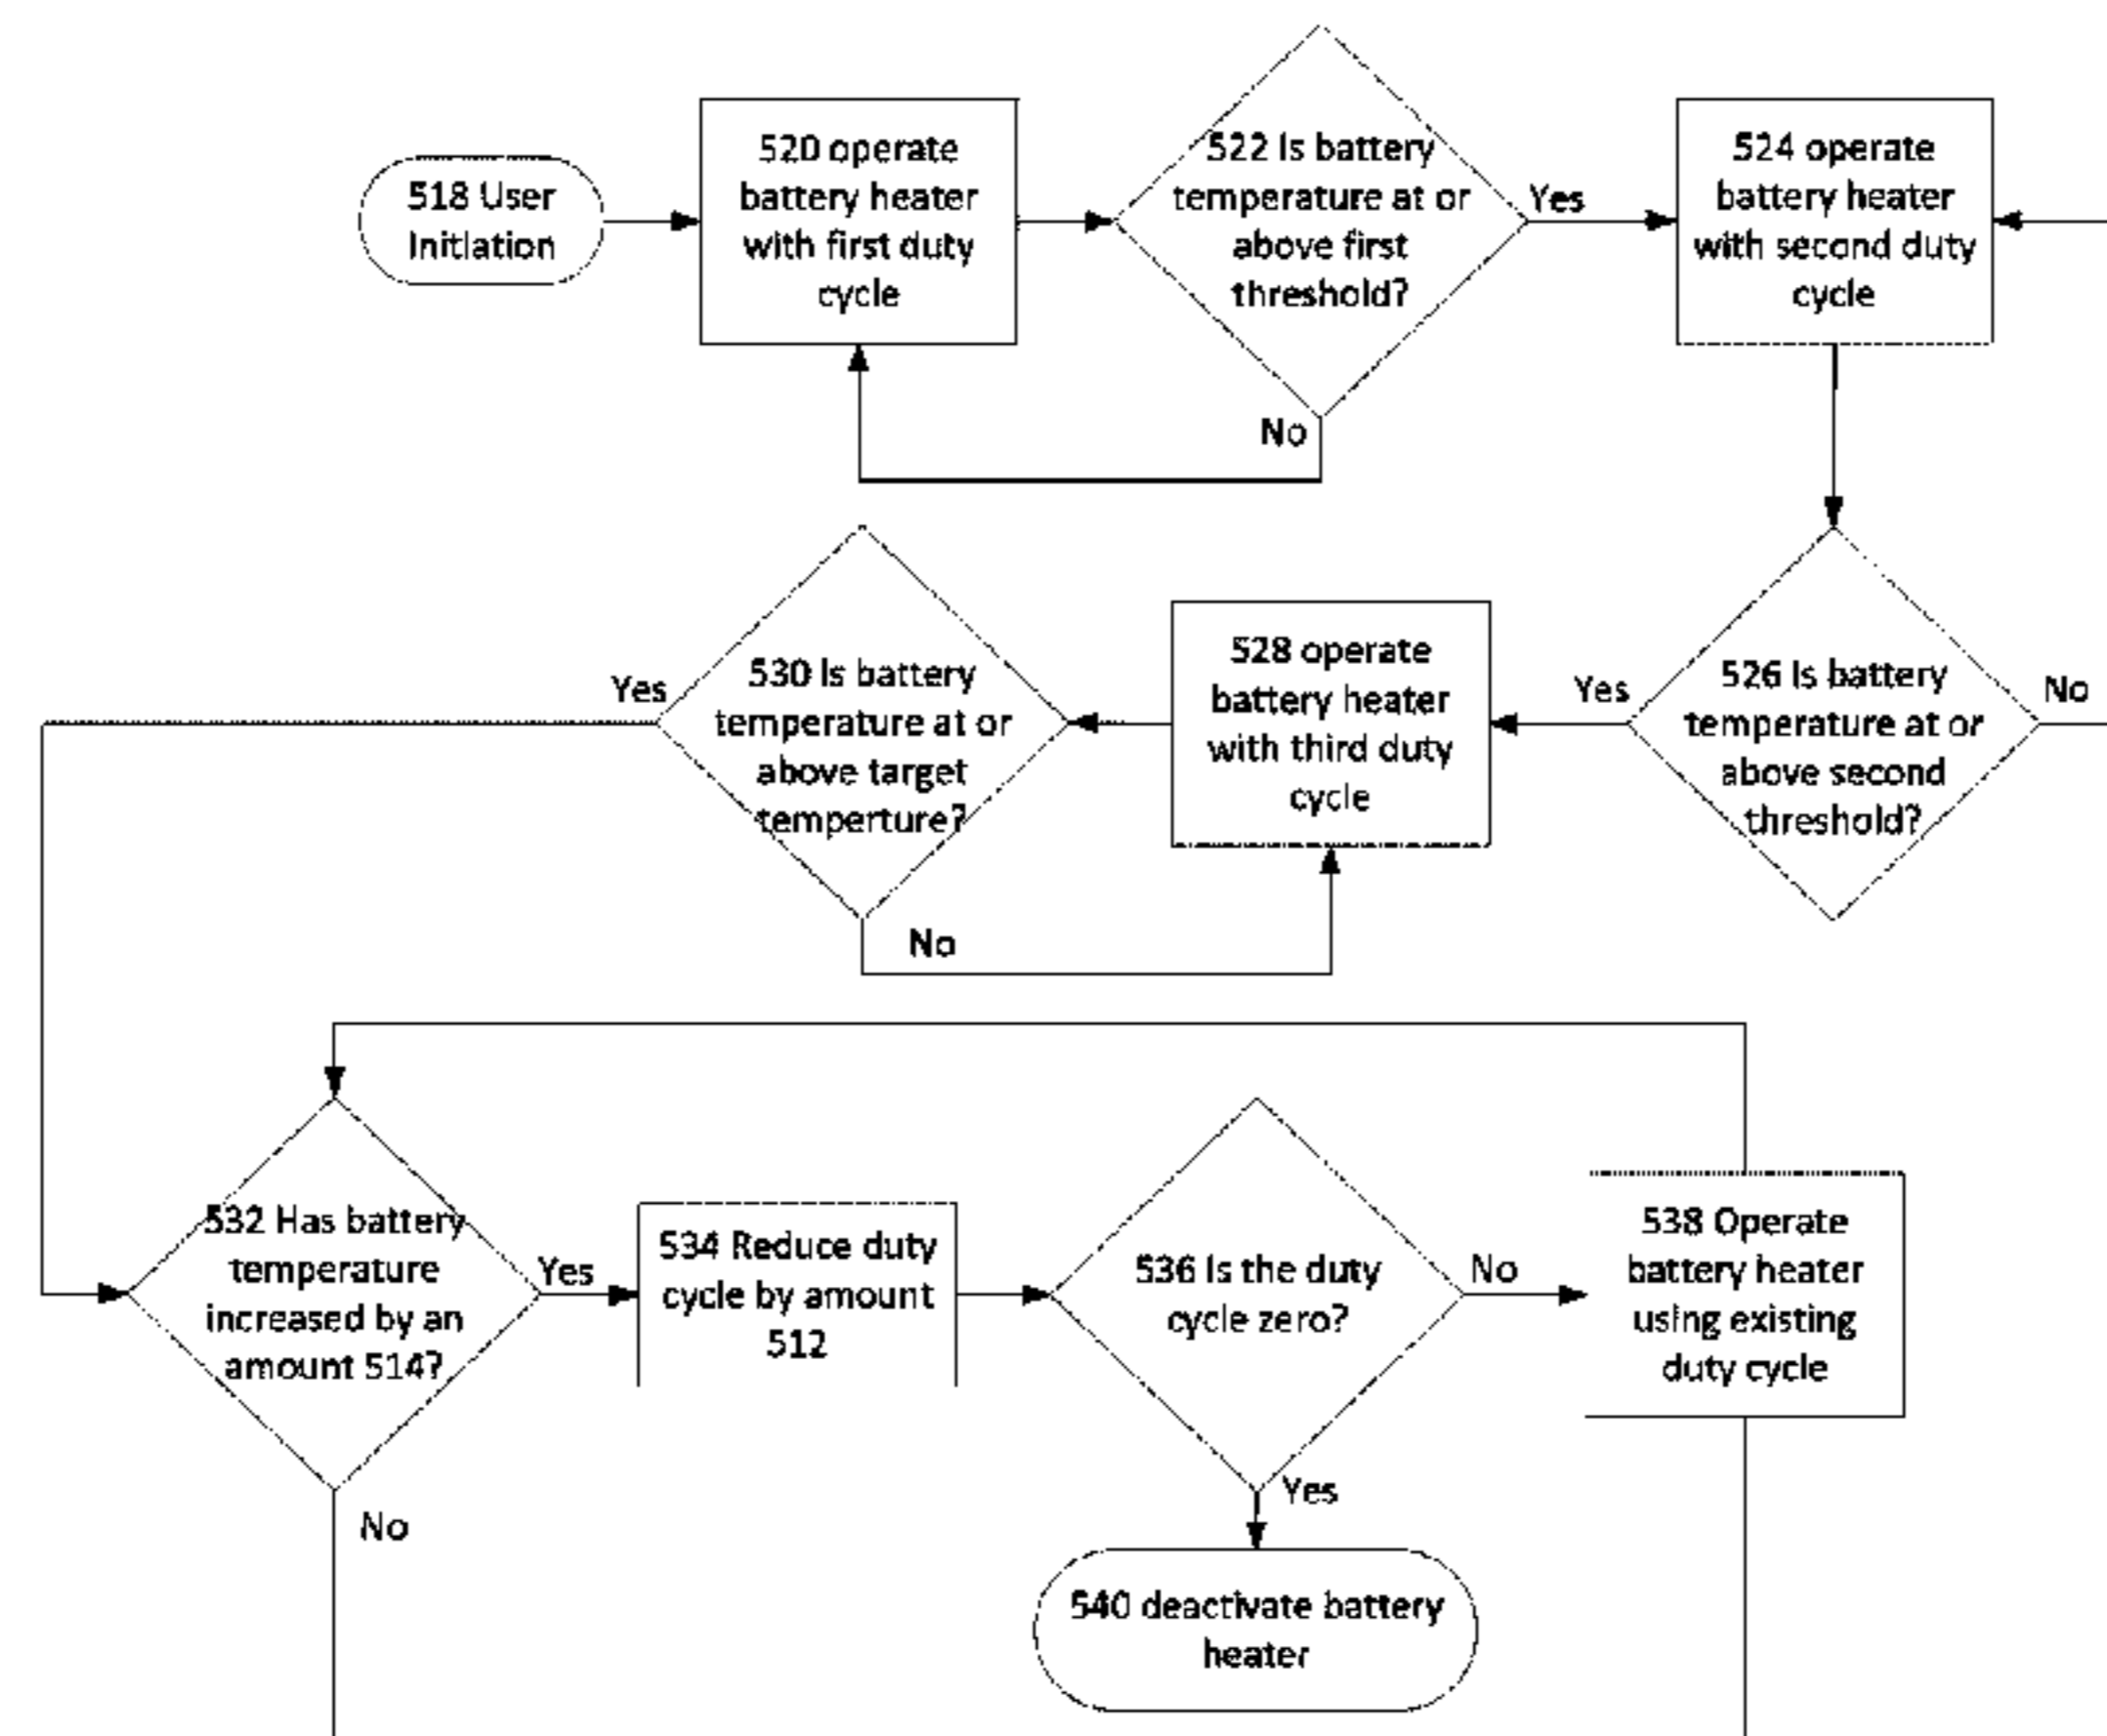 518 User
Initiation
520 operate
battery heater
with first duty
cycle
522 Is battery
temperature at or
above first
threshold?
Yes
No
524 operate
battery heater
with second duty
cycle
526 Is battery
temperature at or
above second
threshold?
No
Yes
528 operate
battery heater
with third duty
cycle
530 Is battery
temperature at or
above target
temperture?
Yes
No
532 Has battery
temperature
increased by an
amount 514?
Yes
No
534 Reduce duty
cycle by amount
512
536 Is the duty
cycle zero?
No
Yes
538 Operate
battery heater
using existing
duty cycle
540 deactivate battery
heater